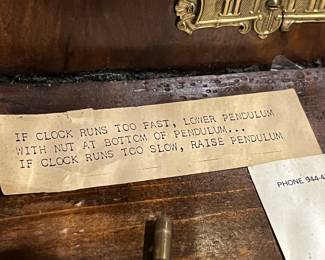 IF CLOCK RUNS TOO FAST, LOWER PENDULUM
WITH NUT AT BOTTOM OF PENDULUM...
IF CLOCK RUNS TOO SLOW, RAISE PENDULUM
PHONE 944-4